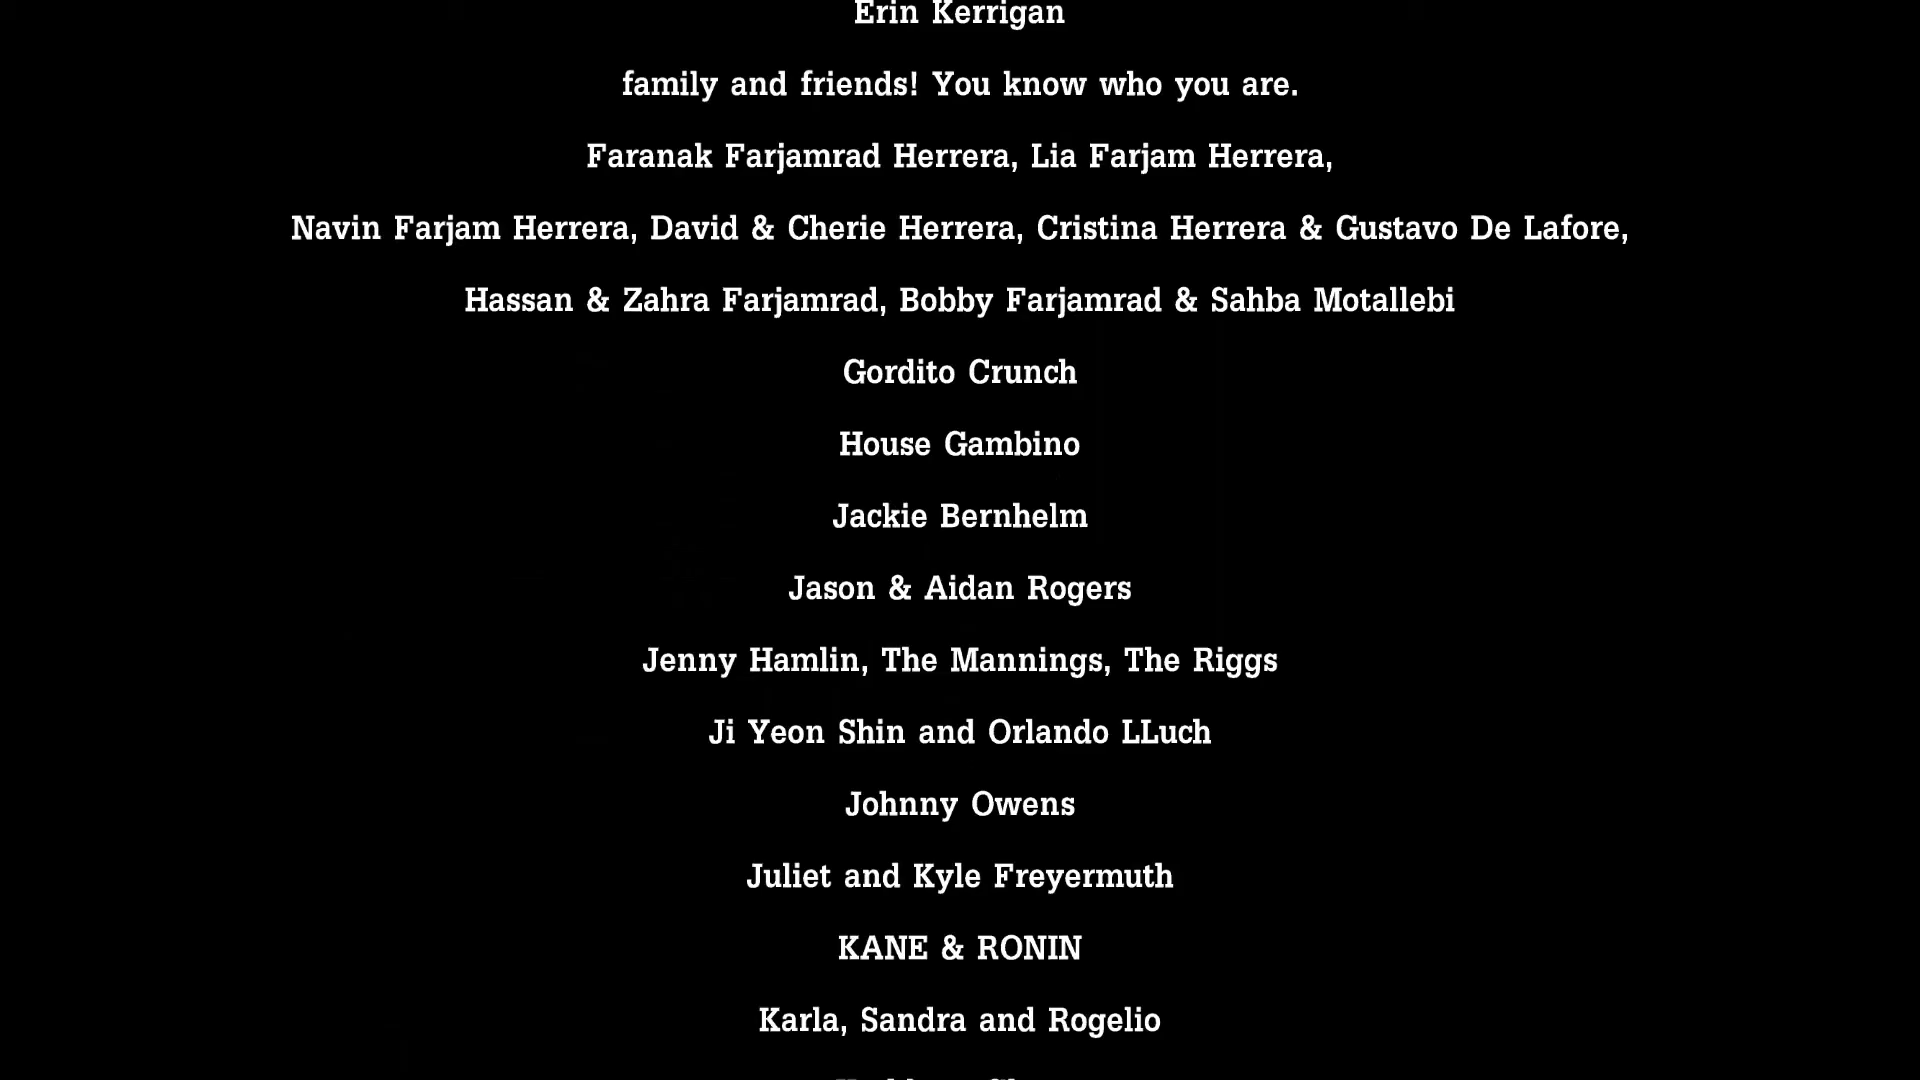 Erin Kerrigan
family and friends! You know who you are.
Faranak Farjamrad Herrera, Lia Farjam Herrera,
Navin Farjam Herrera, David & Cherie Herrera, Cristina Herrera & Gustavo De Lafore,
Hassan & Zahra Farjamrad, Bobby Farjamrad & Sahba Motallebi
Gordito Crunch
House Gambino
Jackie Bernhelm
Jason & Aidan Rogers
Jenny Hamlin, The Mannings, The Riggs
Ji Yeon Shin and Orlando LLuch
Johnny Owens
Juliet and Kyle Freyermuth
KANE & RONIN
Karla, Sandra and Rogelio